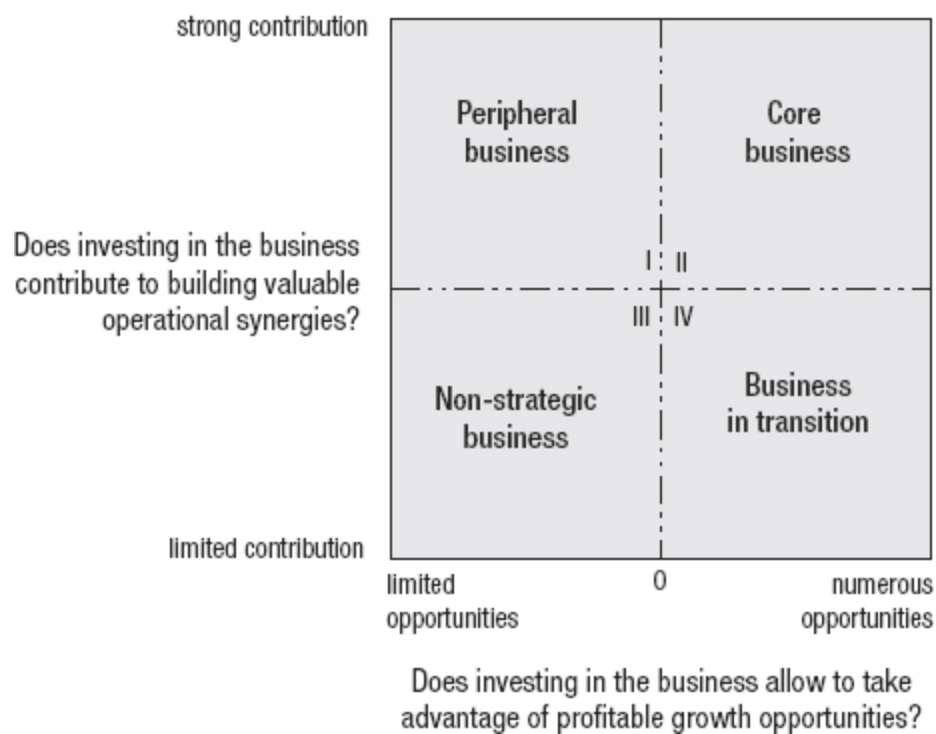 strong contribution
Peripheral
business
Core
business
Does investing in the business
contribute to building valuable
operational synergies?
I
II
III
IV
Non-strategic
business
Business
in transition
limited contribution
limited
opportunities
0
numerous
opportunities
Does investing in the business allow to take
advantage of profitable growth opportunities?